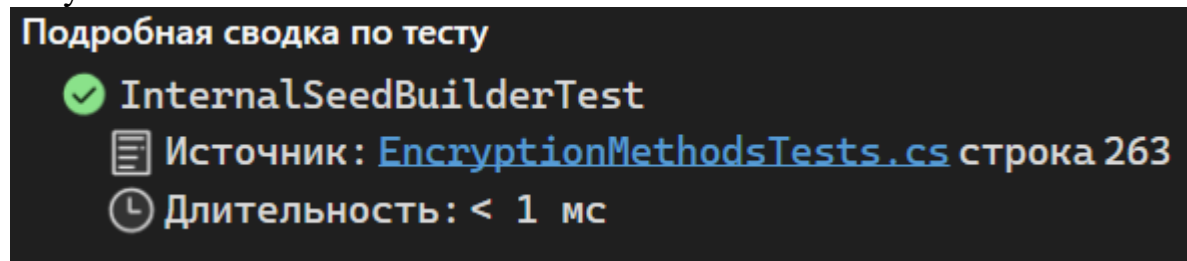 Подробная сводка по тесту
InternalSeedBuilderTest
Источник: EncryptionMethodsTests.cs строка 263
Длительность: < 1 мс